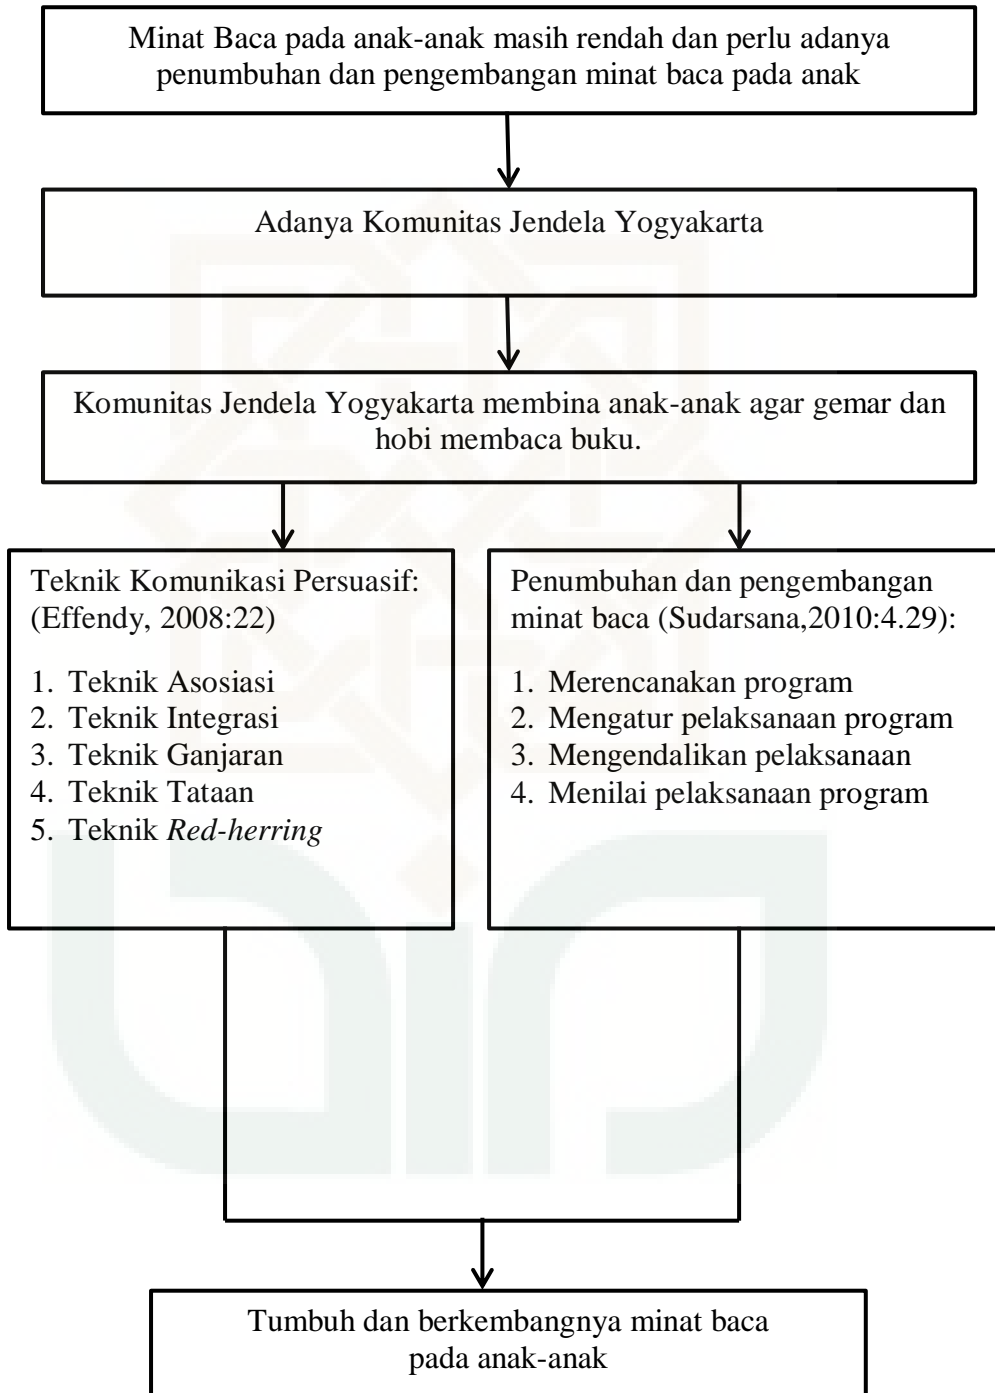 Minat Baca pada anak-anak masih rendah dan perlu adanya
penumbuhan dan pengembangan minat baca pada anak
Adanya Komunitas Jendela Yogyakarta
Komunitas Jendela Yogyakarta membina anak-anak agar gemar dan
hobi membaca buku.
Teknik Komunikasi Persuasif:
(Effendy, 2008:22)
1. Teknik Asosiasi
2. Teknik Integrasi
3. Teknik Ganjaran
4. Teknik Tataan
5. Teknik Red-herring
Penumbuhan dan pengembangan
minat baca (Sudarsana,2010:4.29):
1. Merencanakan program
2. Mengatur pelaksanaan program
3. Mengendalikan pelaksanaan
4. Menilai pelaksanaan program
Tumbuh dan berkembangnya minat baca
pada anak-anak